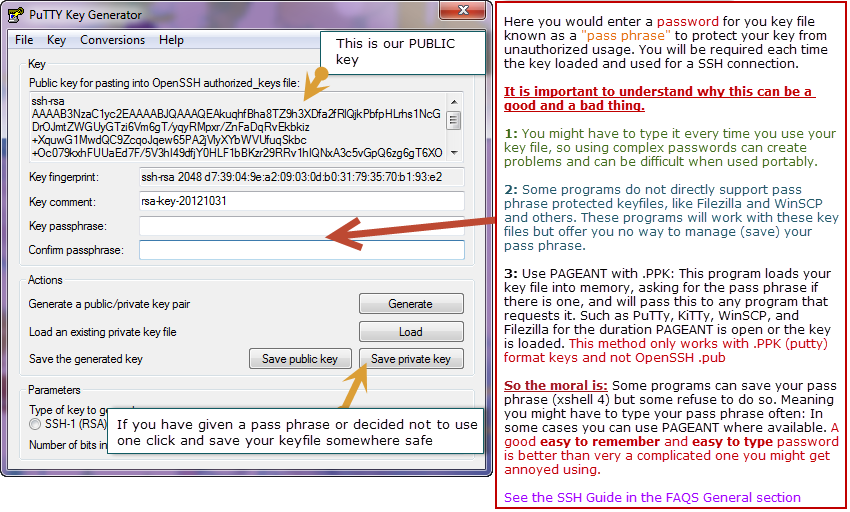 PuTTY Key Generator
File Key Conversions Help
This is our PUBLIC
key
Key
Public key for pasting into OpenSSH authorized_keys file:
ssh-rsa
AAAAB3NzaC1yc2EAAAABJQAAAQEAkuqhfBha8TZ9h3XDfa2fRlQjkPbfpHLrhs1NcG
DrOJmtZWGUyGTzi6Vm6gT/yqyRMpxr/ZnFaDqRvEkbkiz
+XquwG1MwdQC9ZcqoJqew65PA2jVlyXYbWVUfuqSkbc
+Oc079kxhFUUaEd7F/5V3hI49dfjY0HLF1bBKzr29RRv1hIQNxA3c5vGpQ6zg6gT6XO
Key fingerprint: ssh-rsa 2048 d7:39:04:9e:a2:09:03:0d:b0:31:79:35:70:b1:93:e2
Key comment: rsa-key-20121031
Key passphrase:
Confirm passphrase:
Actions
Generate a public/private key pair Generate
Load an existing private key file Load
Save the generated key Save public key Save private key
Parameters
Type of key to
SSH-1 (RSA)
Number of bits in
If you have given a pass phrase or decided not to use
one click and save your keyfile somewhere safe
Here you would enter a password for you key file
known as a "pass phrase" to protect your key from
unauthorized usage. You will be required each time
the key loaded and used for a SSH connection.
It is important to understand why this can be a
good and a bad thing.
1: You might have to type it every time you use your
key file, so using complex passwords can create
problems and can be difficult when used portably.
2: Some programs do not directly support pass
phrase protected keyfiles, like Filezilla and WinSCP
and others. These programs will work with these key
files but offer you no way to manage (save) your
pass phrase.
3: Use PAGEANT with .PPK: This program loads your
key file into memory, asking for the pass phrase if
there is one, and will pass this to any program that
requests it. Such as PuTTy, KiTTy, WinSCP, and
Filezilla for the duration PAGEANT is open or the key
is loaded. This method only works with .PPK (putty)
format keys and not OpenSSH .pub
So the moral is: Some programs can save your pass
phrase (xshell 4) but some refuse to do so. Meaning
you might have to type your pass phrase often: In
some cases you can use PAGEANT where available. A
good easy to remember and easy to type password
is better than very a complicated one you might get
annoyed using.
See the SSH Guide in the FAQS General section